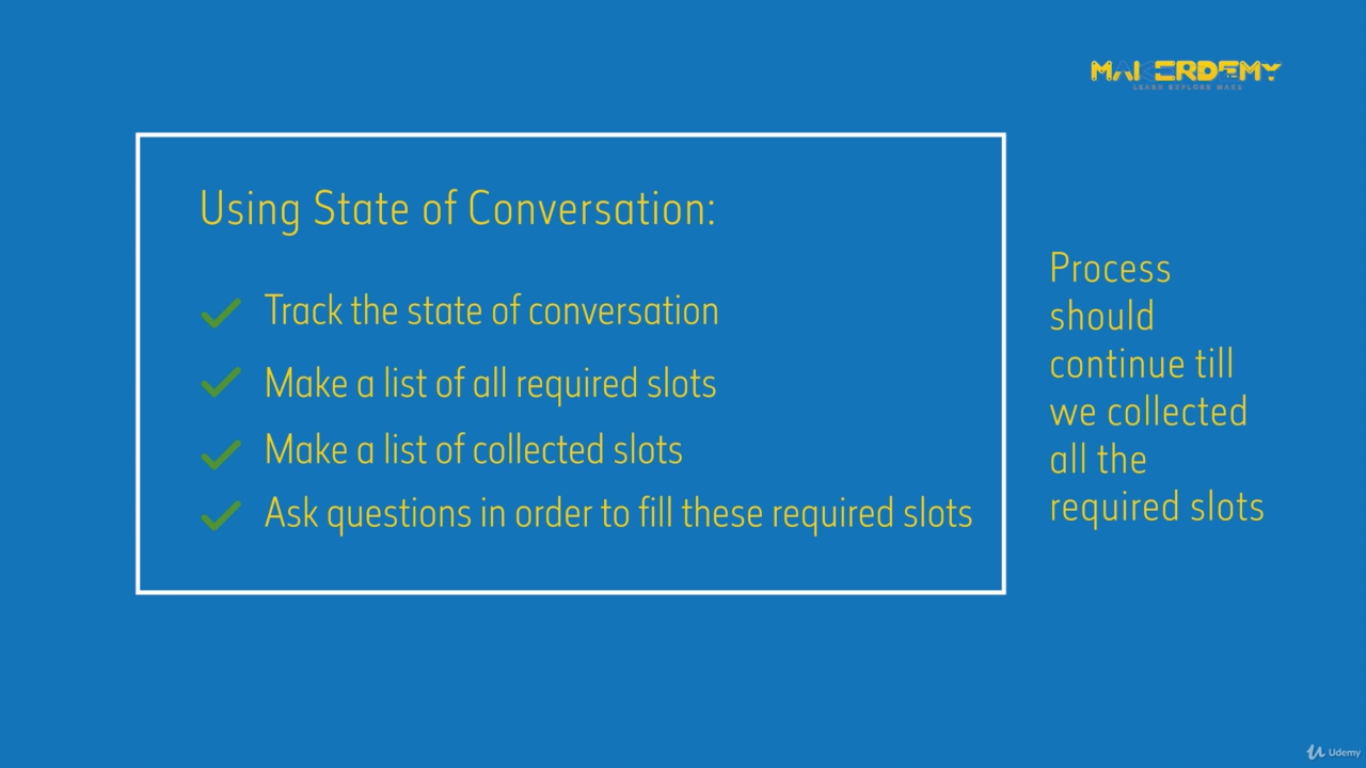 MAKERDEMY
LEARN EXPLORE MAKE
Using State of Conversation:
Track the state of conversation
Make a list of all required slots
Make a list of collected slots
Ask questions in order to fill these required slots
Process
should
continue till
we collected
all the
required slots
Udemy